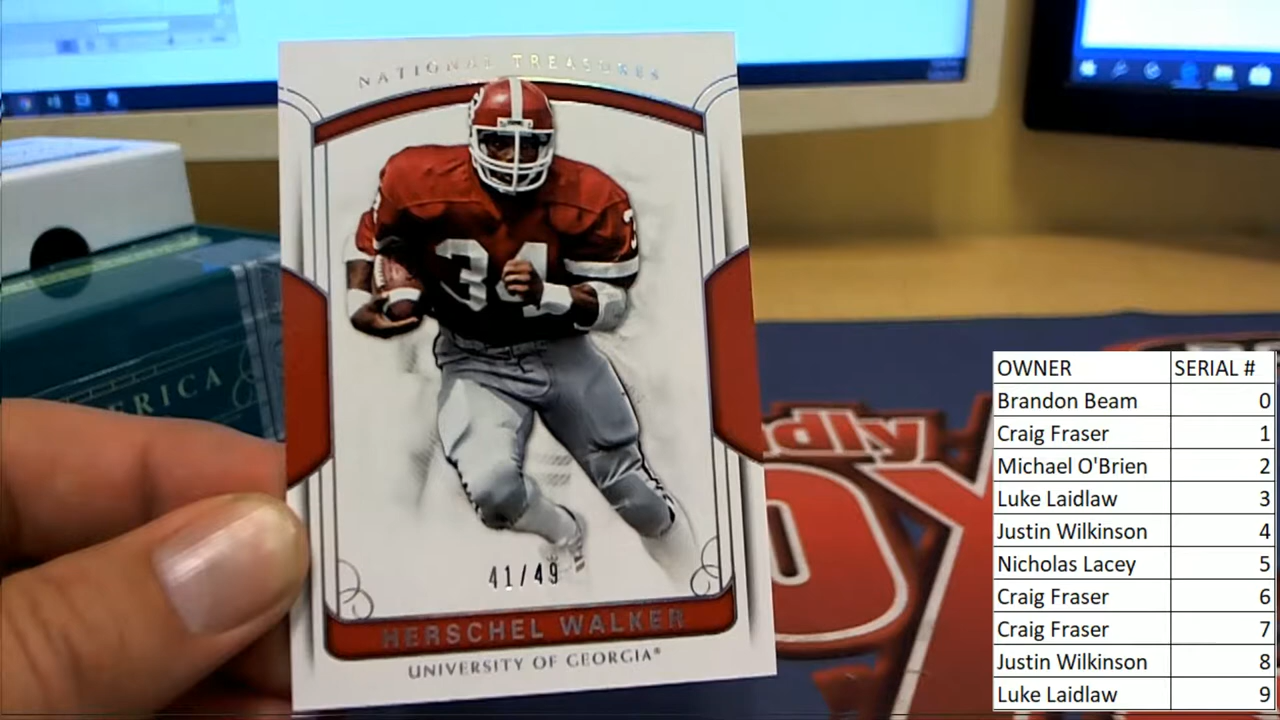 NATIONAL TREASURES
34
3
41/49
HERSCHEL WALKER
UNIVERSITY OF GEORGIA®
OWNER SERIAL #
Brandon Beam 0
Craig Fraser 1
Michael O'Brien 2
Luke Laidlaw 3
Justin Wilkinson 4
Nicholas Lacey 5
Craig Fraser 6
Craig Fraser 7
Justin Wilkinson 8
Luke Laidlaw 9